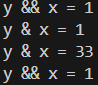 y && x = 1
y & x = 1
y & x = 33
y && x = 1